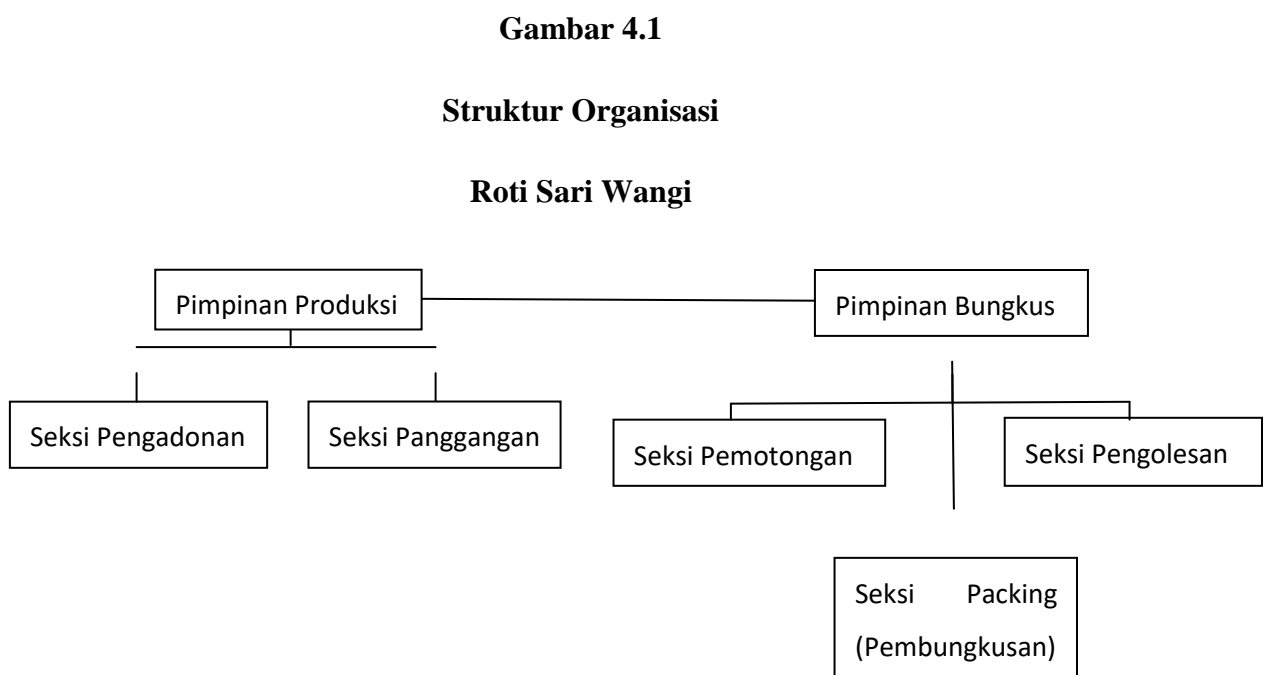 Gambar 4.1
Struktur Organisasi
Roti Sari Wangi
Pimpinan Produksi
Pimpinan Bungkus
Seksi Pengadonan
Seksi Panggangan
Seksi Pemotongan
Seksi Pengolesan
Seksi Packing
(Pembungkusan)